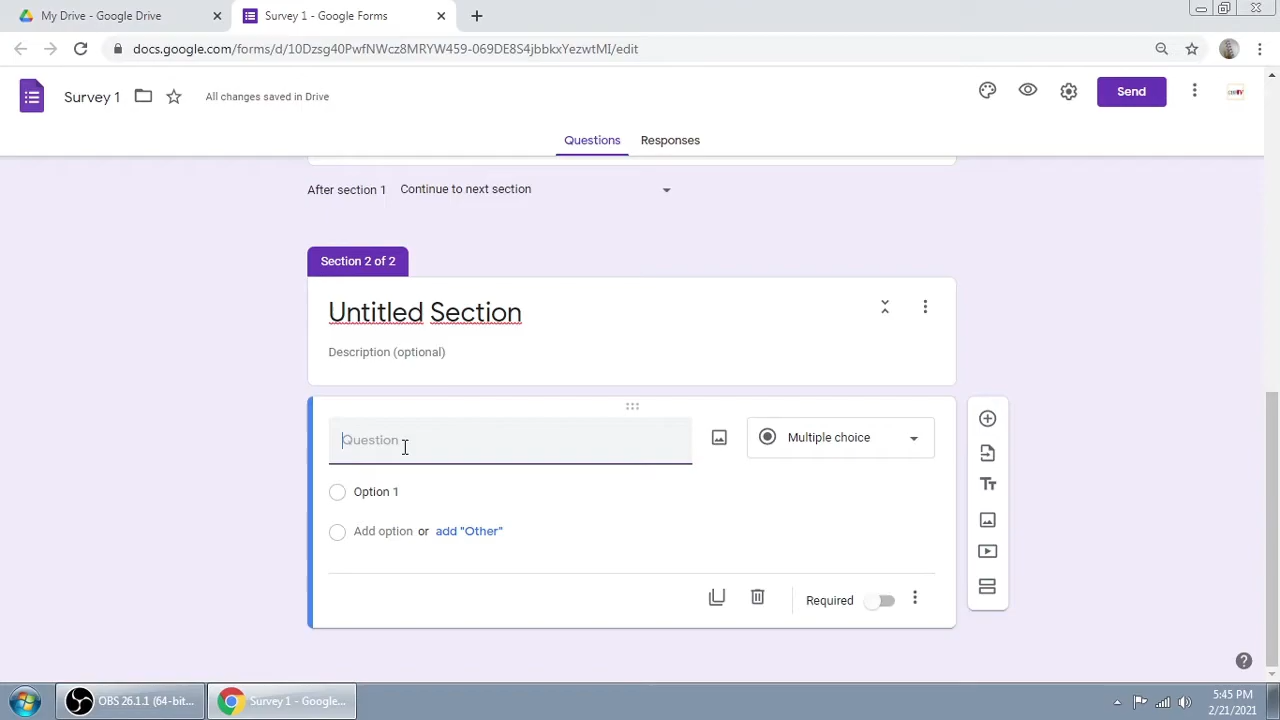 My Drive - Google Drive
Survey 1 - Google Forms
docs.google.com/forms/d/10Dzsg40PwfNWcz8MRYW459-069DE8S4jbbkxYezwtMI/edit
Survey 1
All changes saved in Drive
Send
Questions
Responses
After section 1
Continue to next section
Section 2 of 2
Untitled Section
Description (optional)
Question
Multiple choice
Option 1
Add option or add "Other"
Required
OBS 26.1.1 (64-bit...
Survey 1 - Google...
5:45 PM
2/21/2021